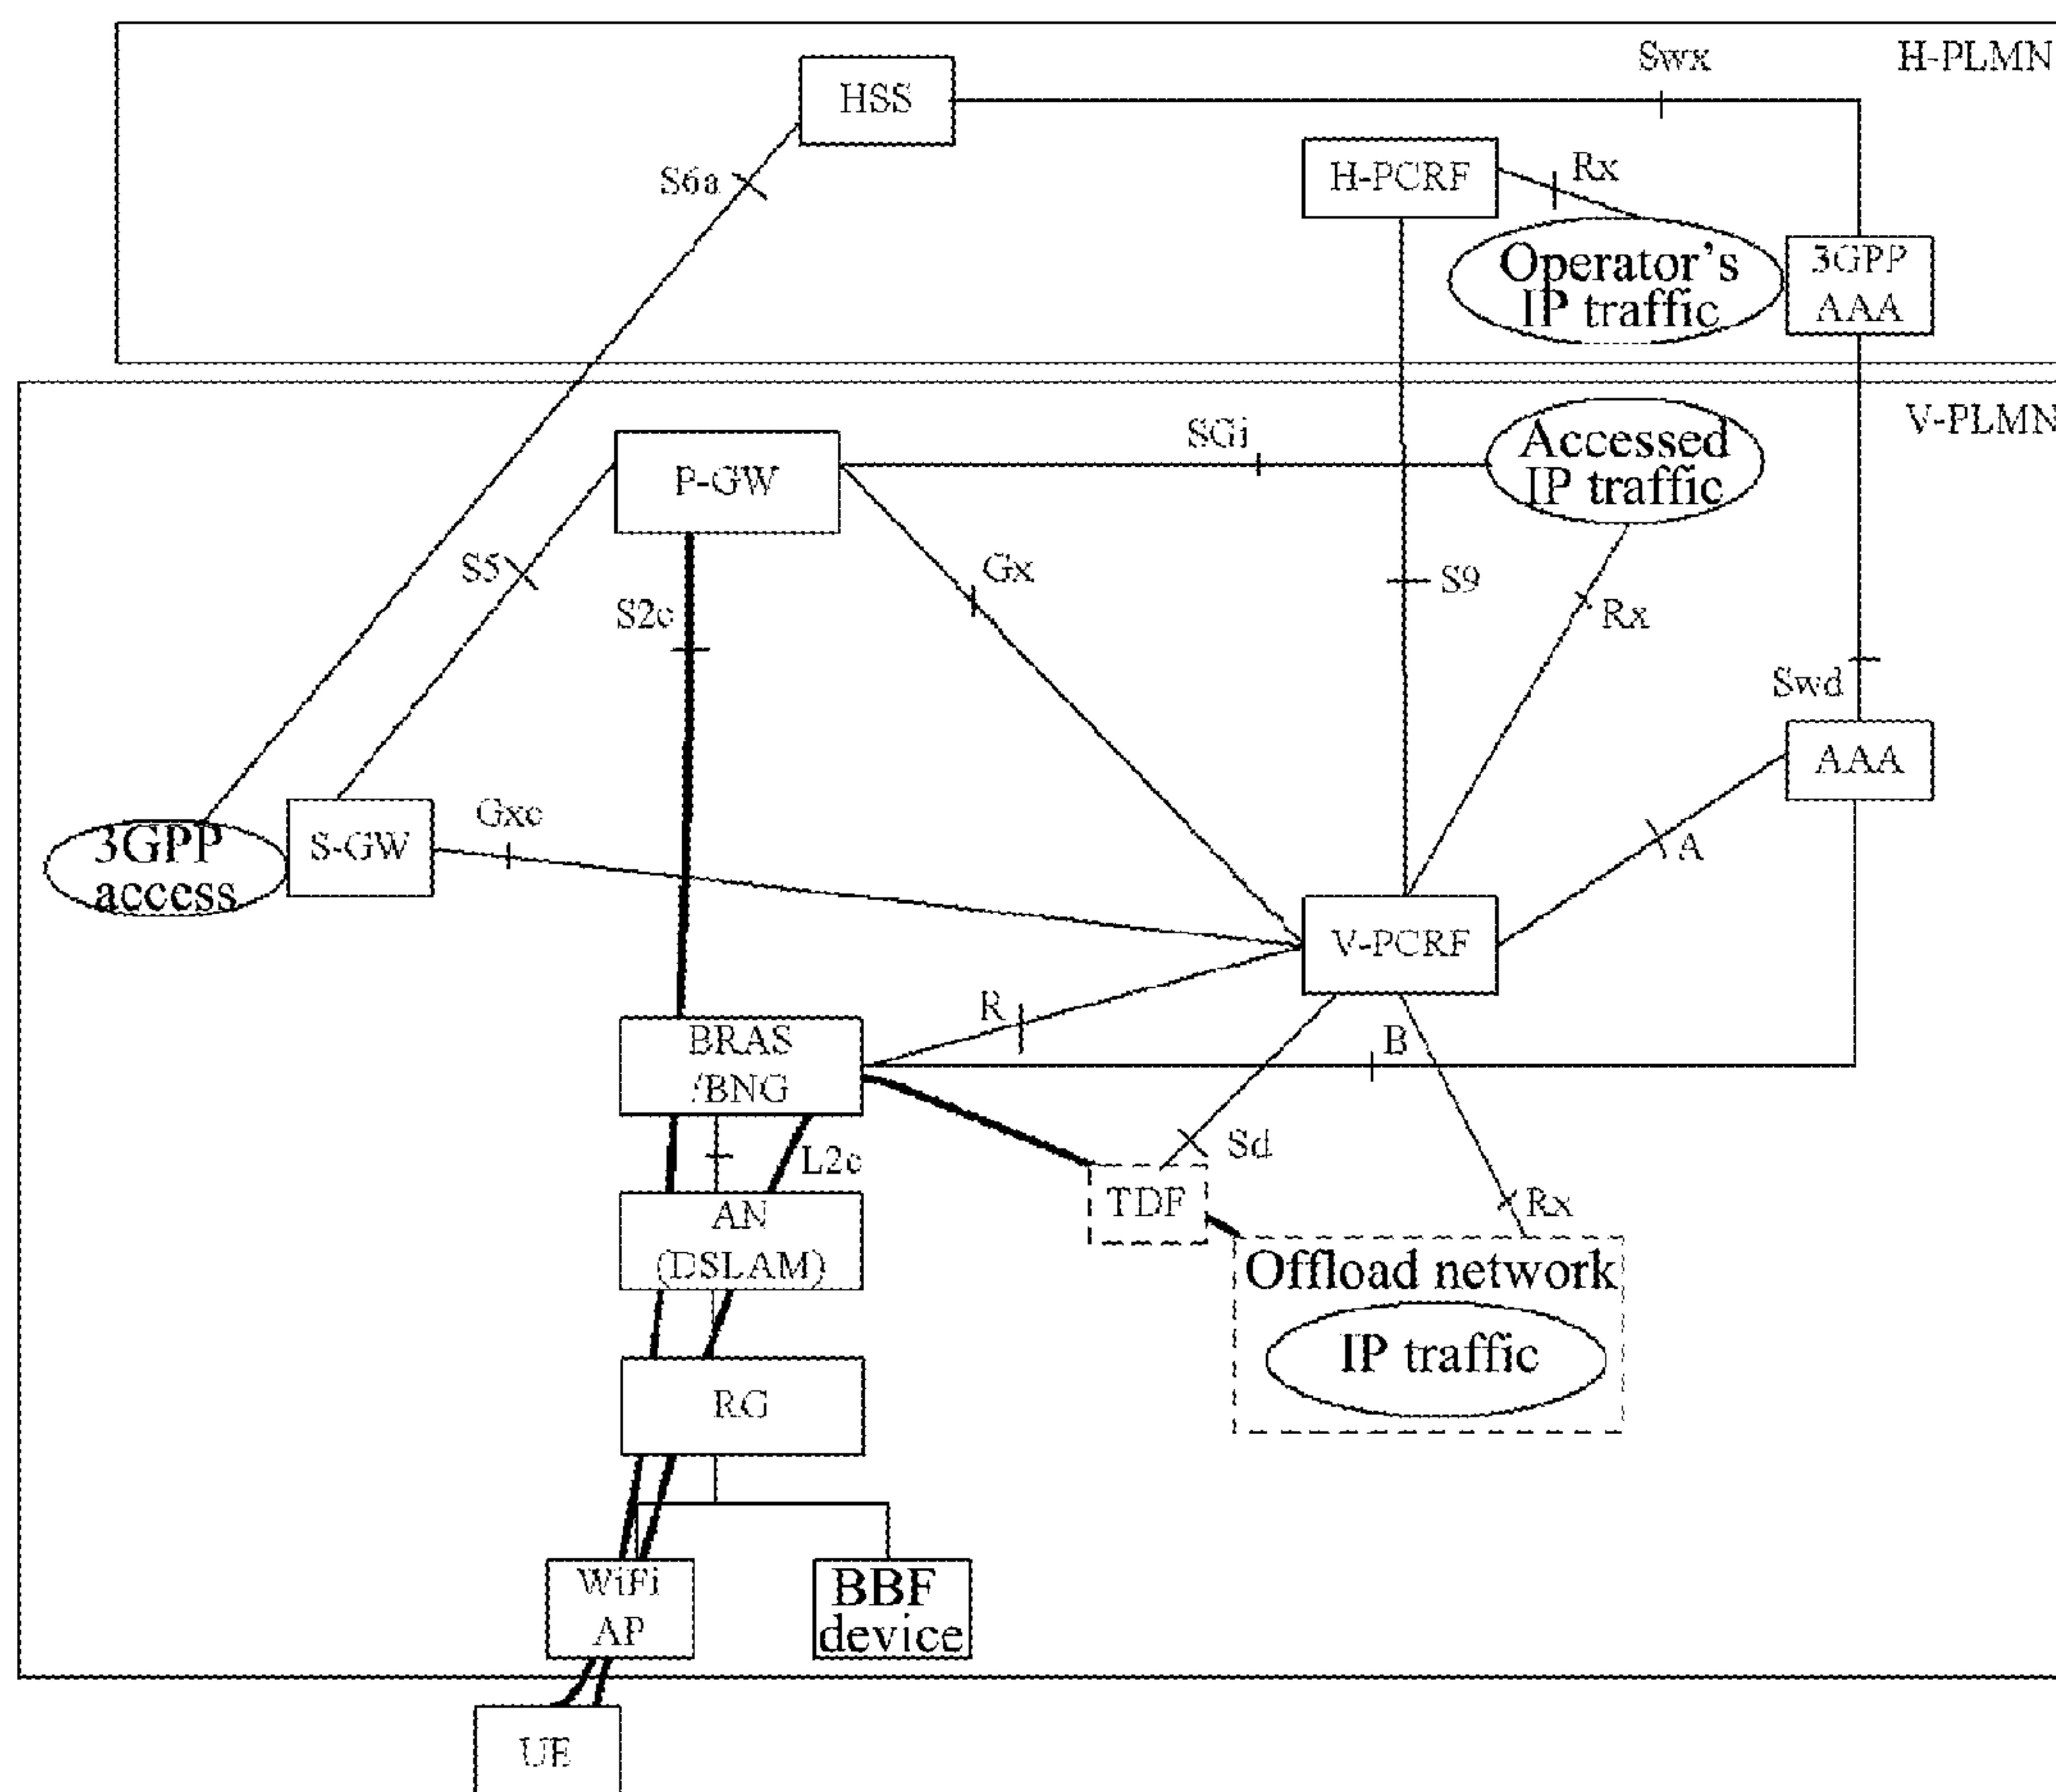 Swx
H-PLMN
HSS
H-PCRF
Rx
S6a
Operator's
IP traffic
3GPP
AAA
V-PLMN
SGi
Accessed
IP traffic
P-GW
S5
S2c
Gx
S9
Rx
Swd
AAA
Gxc
3GPP
access
S-GW
A
V-PCRF
R
B
BRAS
/BNG
L2c
Sd
AN
(DSLAM)
TDF
Rx
Offload network
IP traffic
RG
WiFi
AP
BBF
device
UE